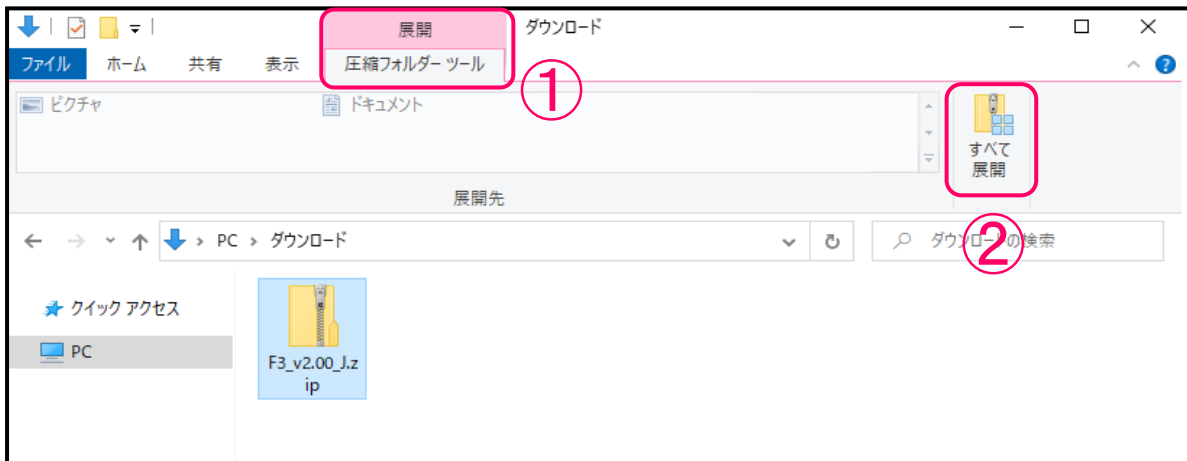 展開
ダウンロード
ファイル
ホーム
共有
表示
圧縮フォルダー ツール
①
ピクチャ
ドキュメント
すべて
展開
展開先
PC
ダウンロード
ダウンロードの検索
②
クイック アクセス
PC
F3_v2.00_J.z
ip